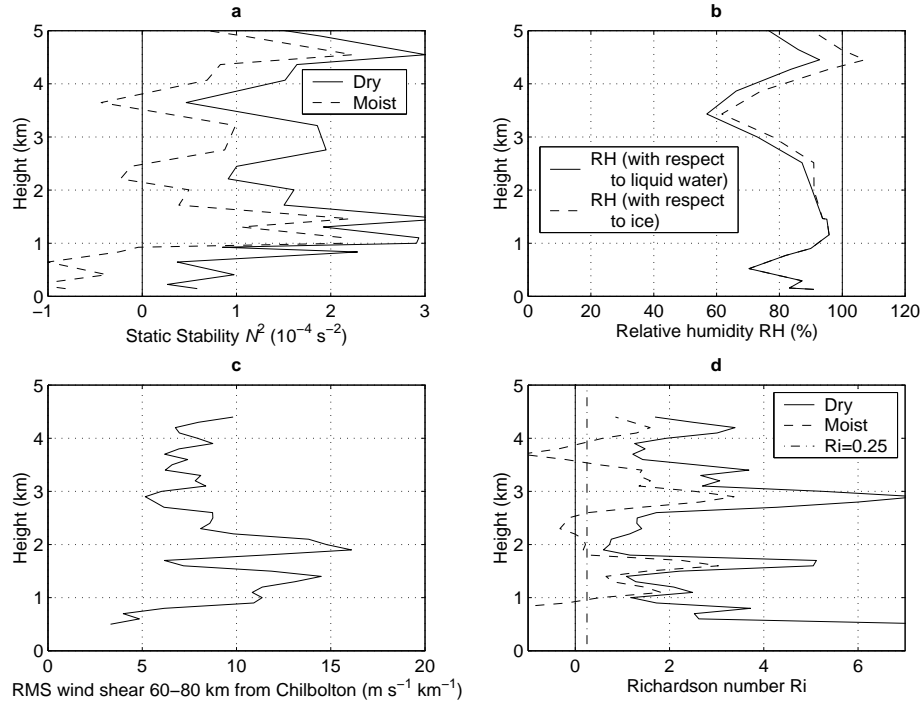 a
5
4
3
2
1
0
Height (km)
−1 0 1 2 3
Static Stability N² (10⁻⁴ s⁻²)
Dry
Moist
b
5
4
3
2
1
0
Height (km)
0 20 40 60 80 100 120
Relative humidity RH (%)
RH (with respect
to liquid water)
RH (with respect
to ice)
c
5
4
3
2
1
0
Height (km)
0 5 10 15 20
RMS wind shear 60−80 km from Chilbolton (m s⁻¹ km⁻¹)
d
5
4
3
2
1
0
Height (km)
0 2 4 6
Richardson number Ri
Dry
Moist
Ri=0.25